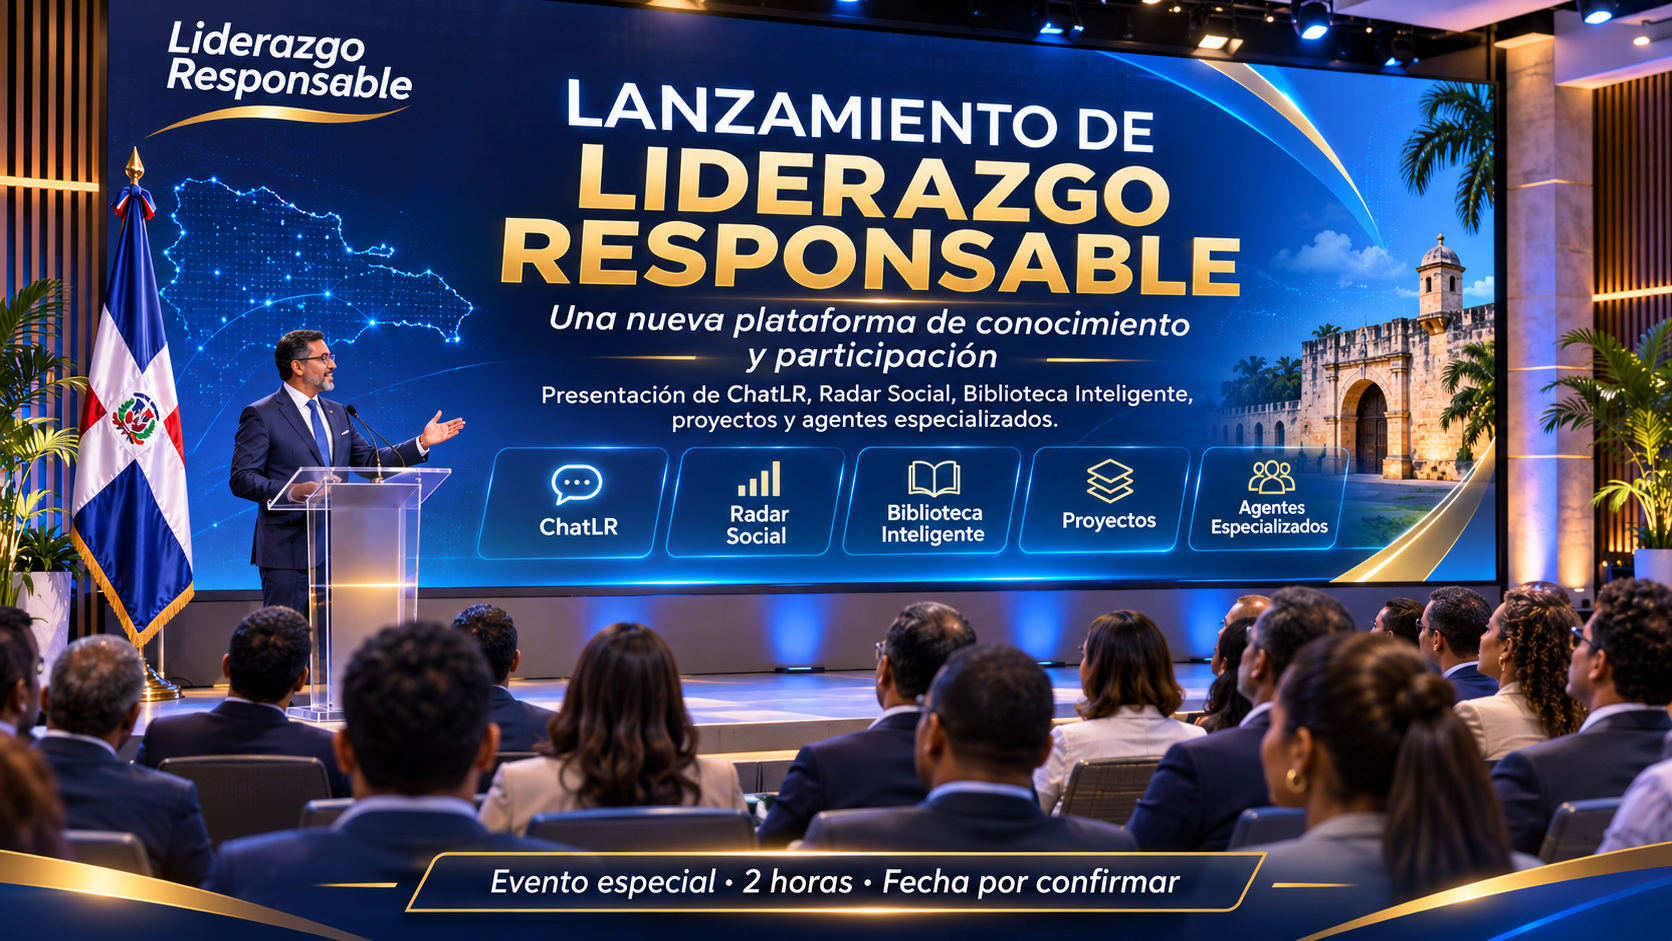 Liderazgo
Responsable
LANZAMIENTO DE
LIDERAZGO
RESPONSABLE
Una nueva plataforma de conocimiento
y participación
Presentación de ChatLR, Radar Social, Biblioteca Inteligente,
proyectos y agentes especializados.
ChatLR
Radar
Social
Biblioteca
Inteligente
Proyectos
Agentes
Especializados
Evento especial • 2 horas • Fecha por confirmar